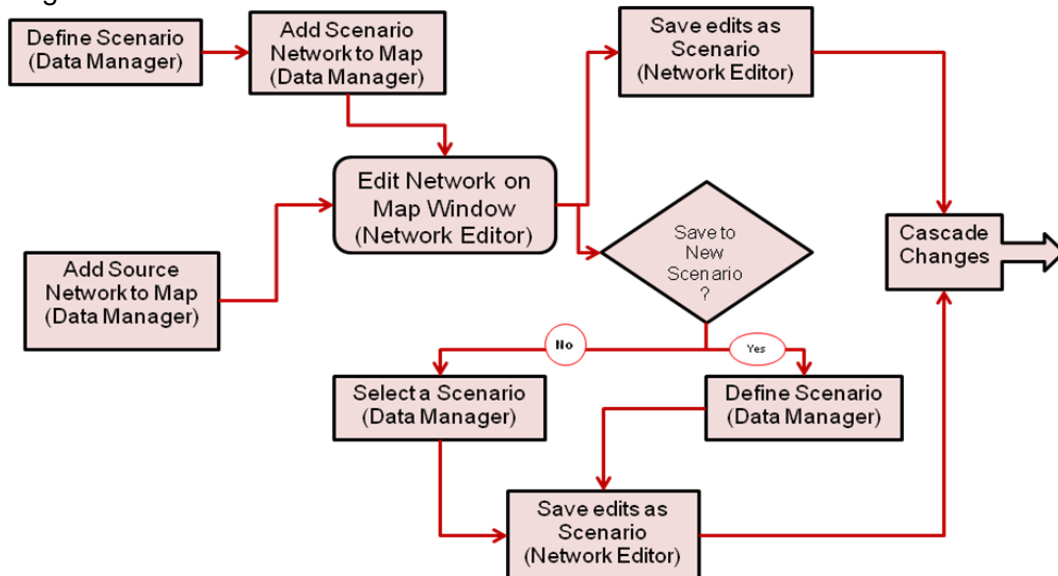 Define Scenario
(Data Manager)
Add Scenario
Network to Map
(Data Manager)
Save edits as
Scenario
(Network Editor)
Edit Network on
Map Window
(Network Editor)
Save to
New
Scenario
?
Cascade
Changes
Add Source
Network to Map
(Data Manager)
No
Yes
Select a Scenario
(Data Manager)
Define Scenario
(Data Manager)
Save edits as
Scenario
(Network Editor)